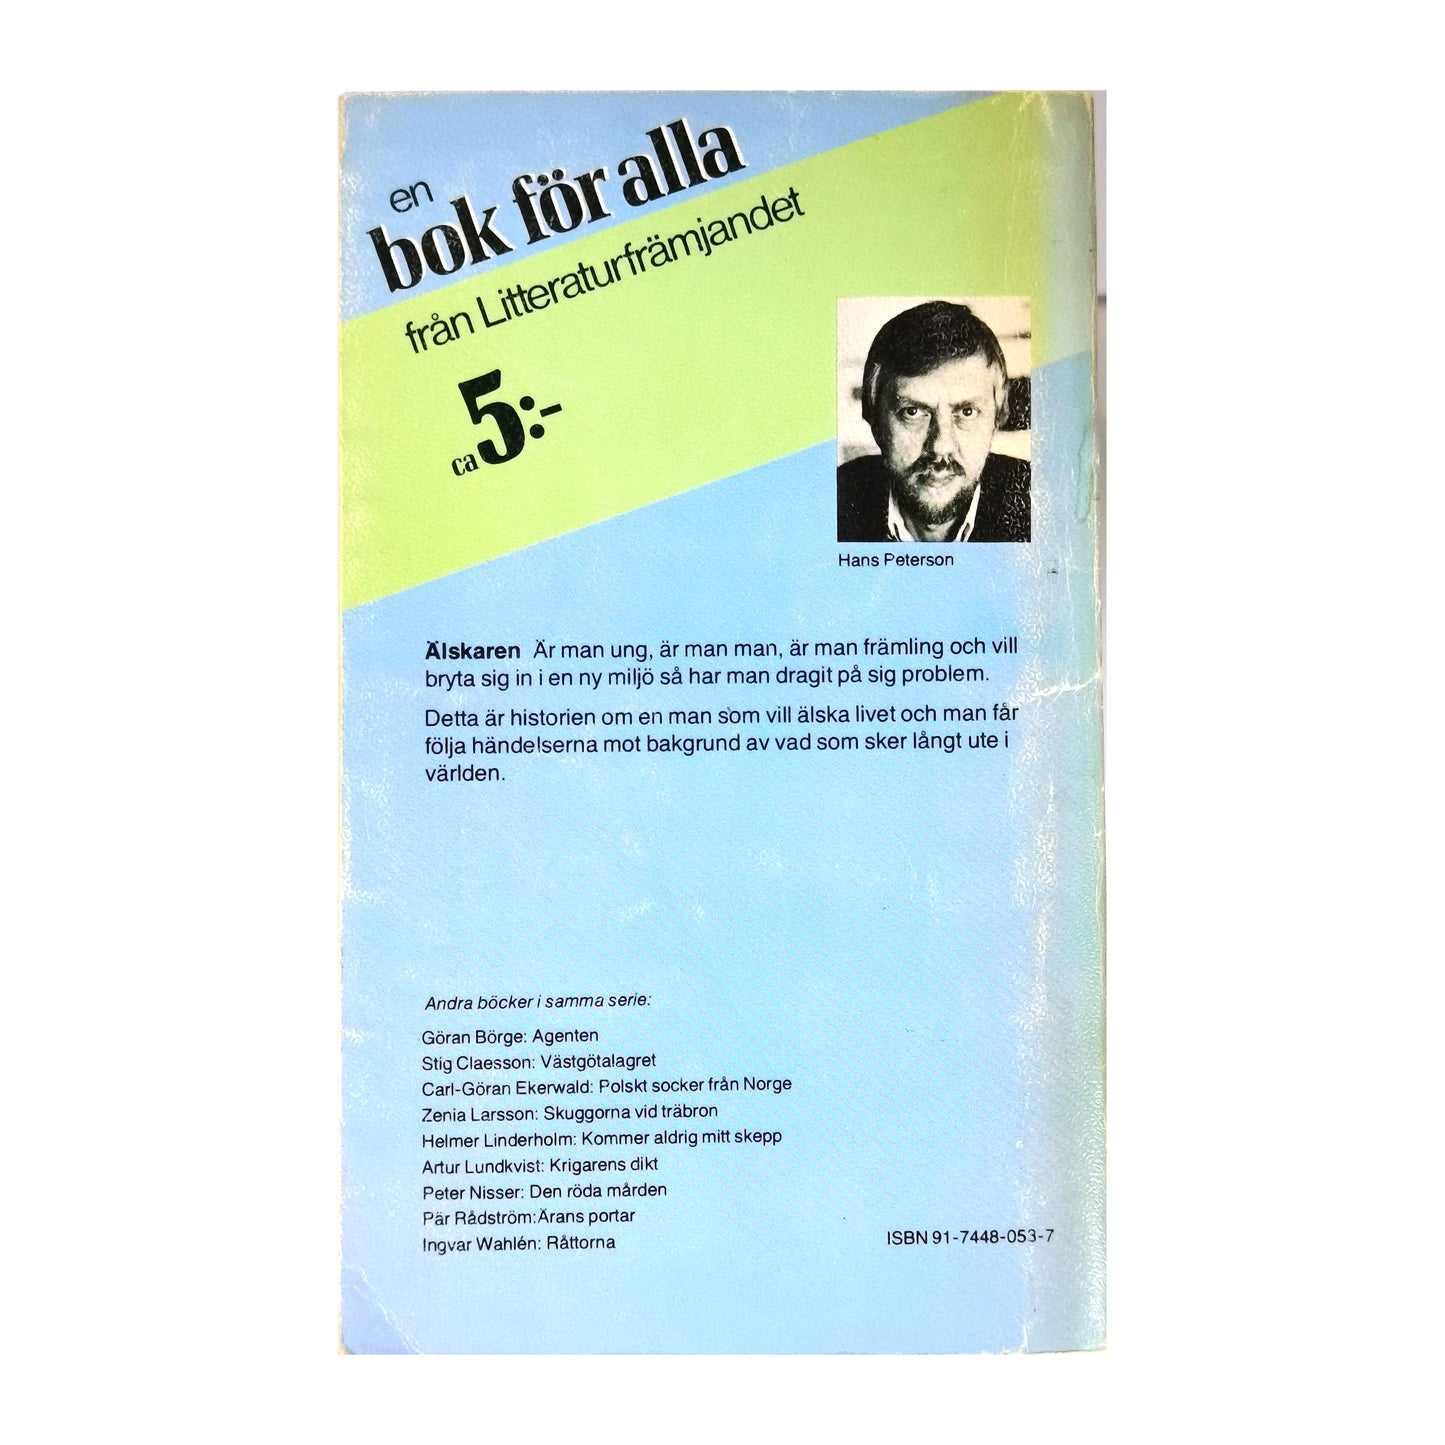 en
bok för alla
från Litteraturfrämjandet
ca 5:-
Hans Peterson
Älskaren Är man ung, är man man, är man främling och vill
bryta sig in i en ny miljö så har man dragit på sig problem.
Detta är historien om en man som vill älska livet och man får
följa händelserna mot bakgrund av vad som sker långt ute i
världen.
Andra böcker i samma serie:
Göran Börge: Agenten
Stig Claesson: Västgötalagret
Carl-Göran Ekerwald: Polskt socker från Norge
Zenia Larsson: Skuggorna vid träbron
Helmer Linderholm: Kommer aldrig mitt skepp
Artur Lundkvist: Krigarens dikt
Peter Nisser: Den röda mården
Pär Rådström:Ärans portar
Ingvar Wahlén: Råttorna
ISBN 91-7448-053-7